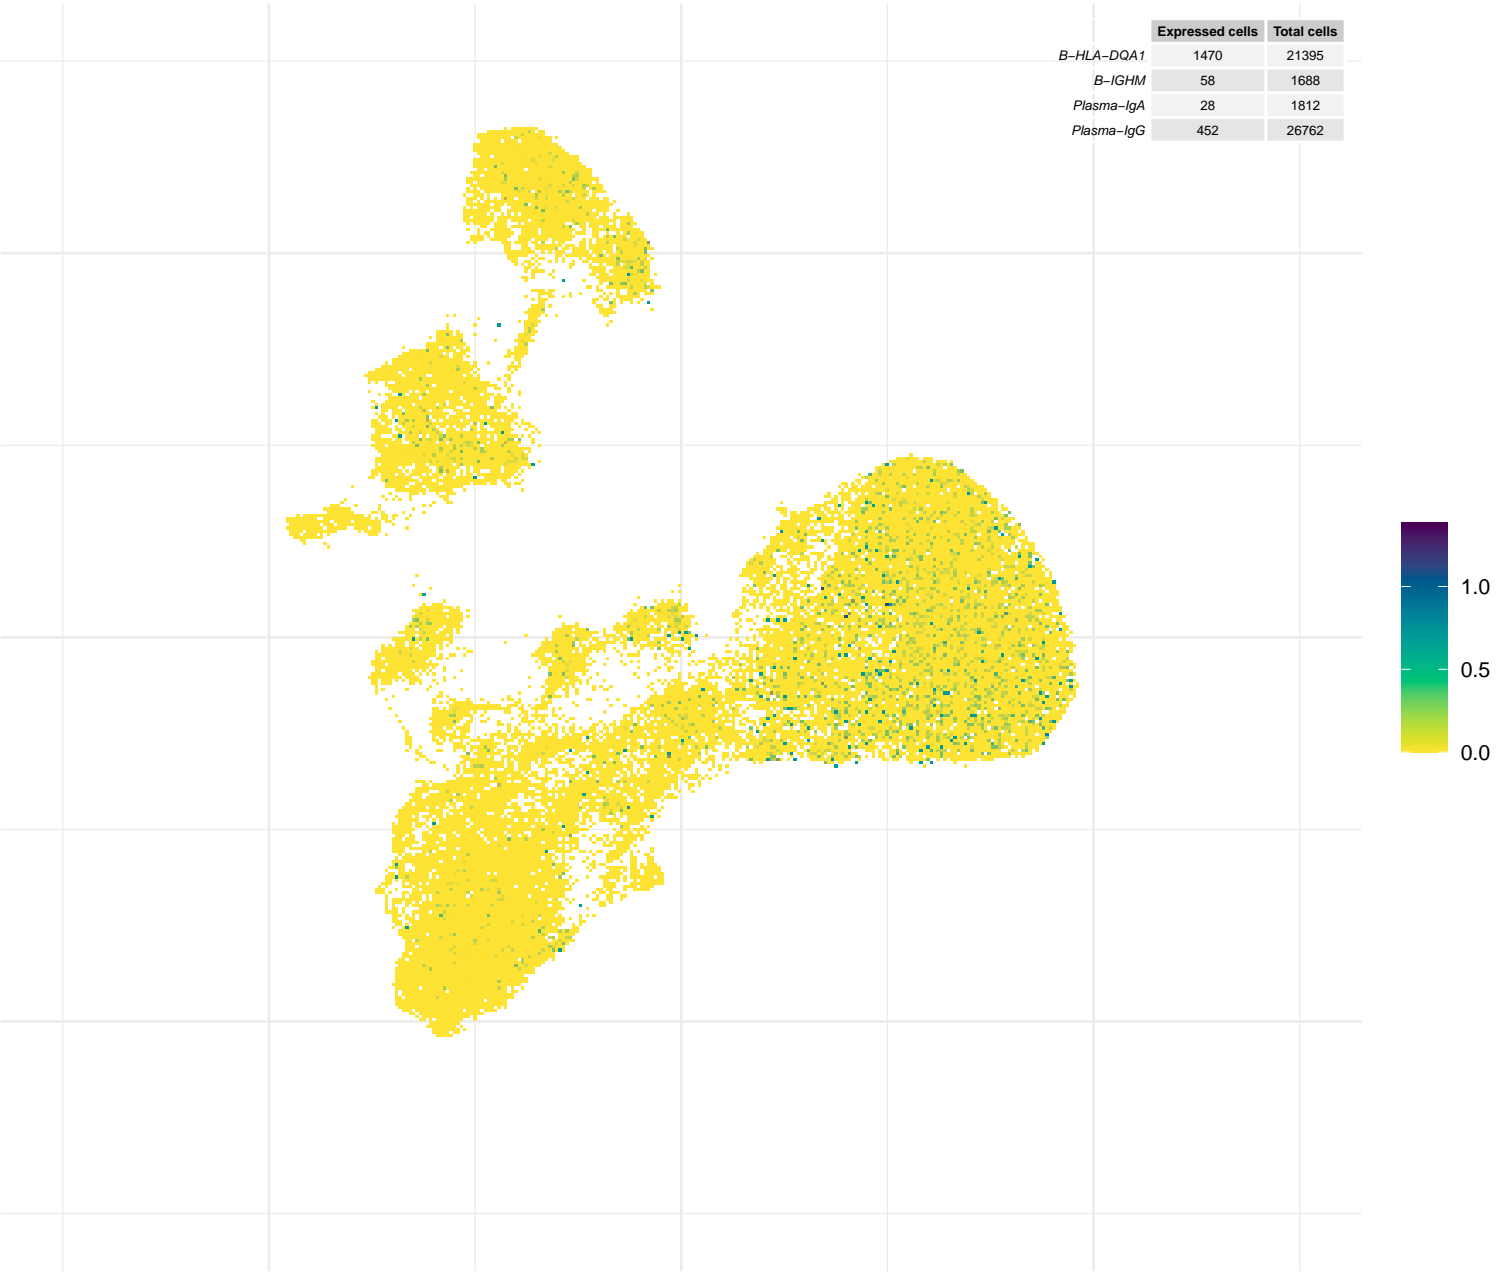 Expressed cells Total cells
B−HLA−DQA1 1470 21395
B−IGHM 58 1688
Plasma−IgA 28 1812
Plasma−IgG 452 26762
1.0
0.5
0.0